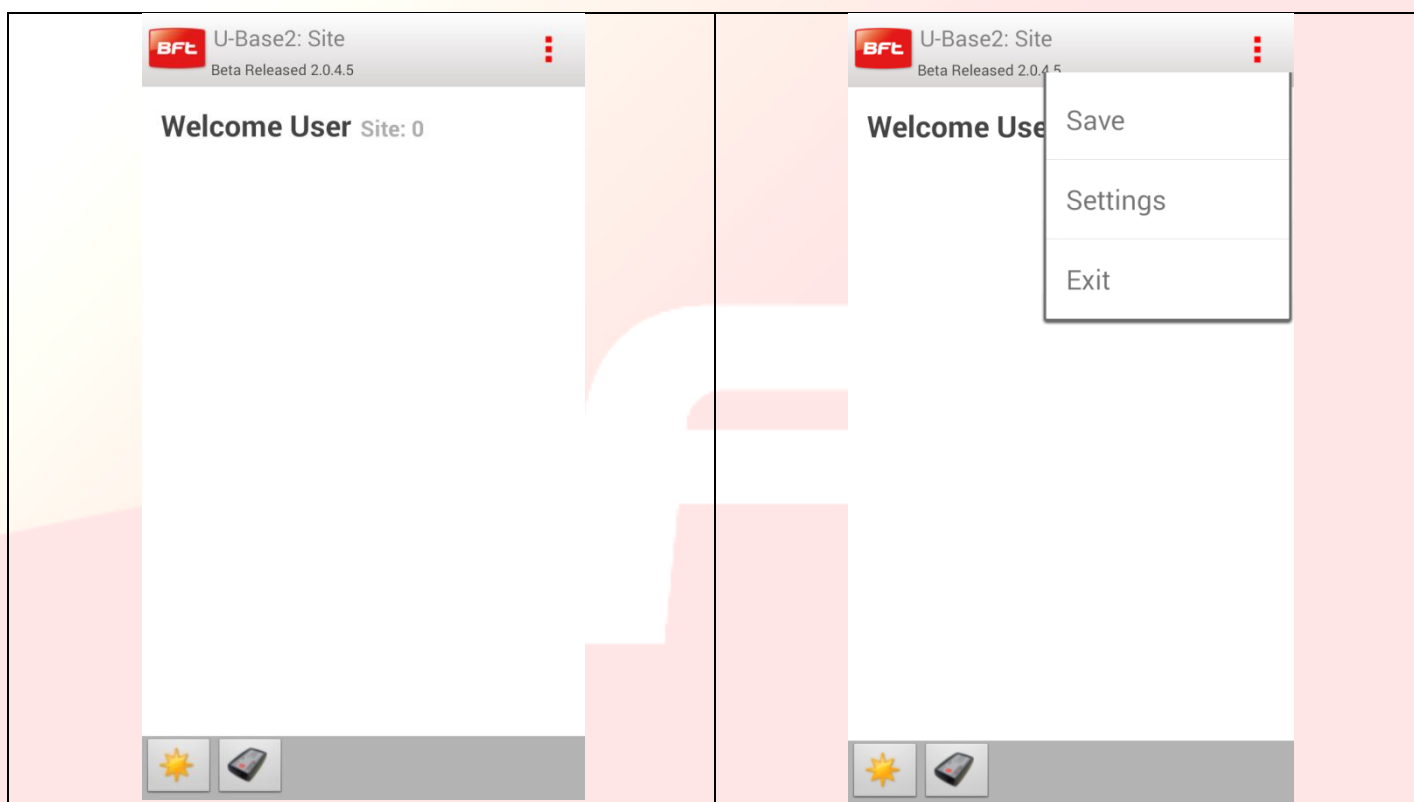 BFt U-Base2: Site
Beta Released 2.0.4.5
Welcome User Site: 0
BFt U-Base2: Site
Beta Released 2.0.4.5
Welcome Use
Save
Settings
Exit